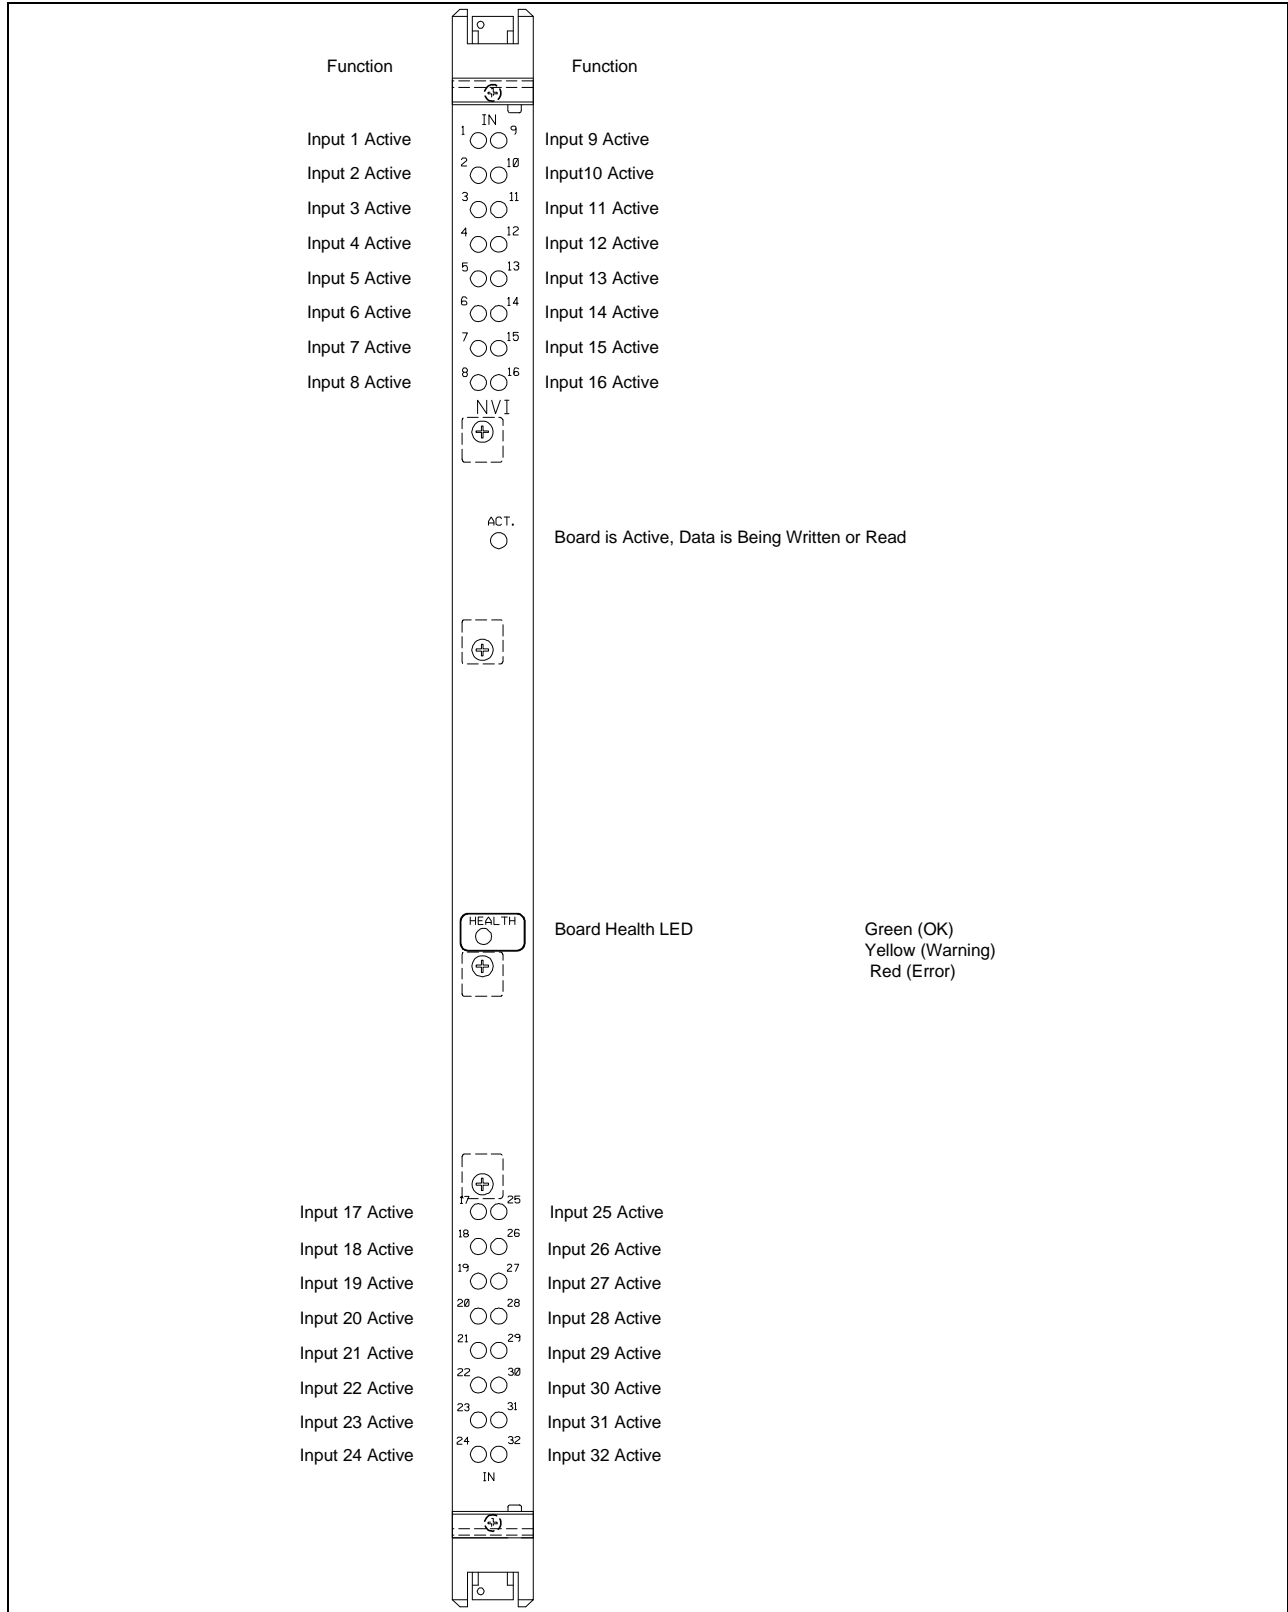 Function Function
IN
Input 1 Active 1 9 Input 9 Active
Input 2 Active 2 10 Input10 Active
Input 3 Active 3 11 Input 11 Active
Input 4 Active 4 12 Input 12 Active
Input 5 Active 5 13 Input 13 Active
Input 6 Active 6 14 Input 14 Active
Input 7 Active 7 15 Input 15 Active
Input 8 Active 8 16 Input 16 Active
NVI
ACT.
Board is Active, Data is Being Written or Read
HEALTH
Board Health LED Green (OK)
Yellow (Warning)
Red (Error)
Input 17 Active 17 25 Input 25 Active
Input 18 Active 18 26 Input 26 Active
Input 19 Active 19 27 Input 27 Active
Input 20 Active 20 28 Input 28 Active
Input 21 Active 21 29 Input 29 Active
Input 22 Active 22 30 Input 30 Active
Input 23 Active 23 31 Input 31 Active
Input 24 Active 24 32 Input 32 Active
IN